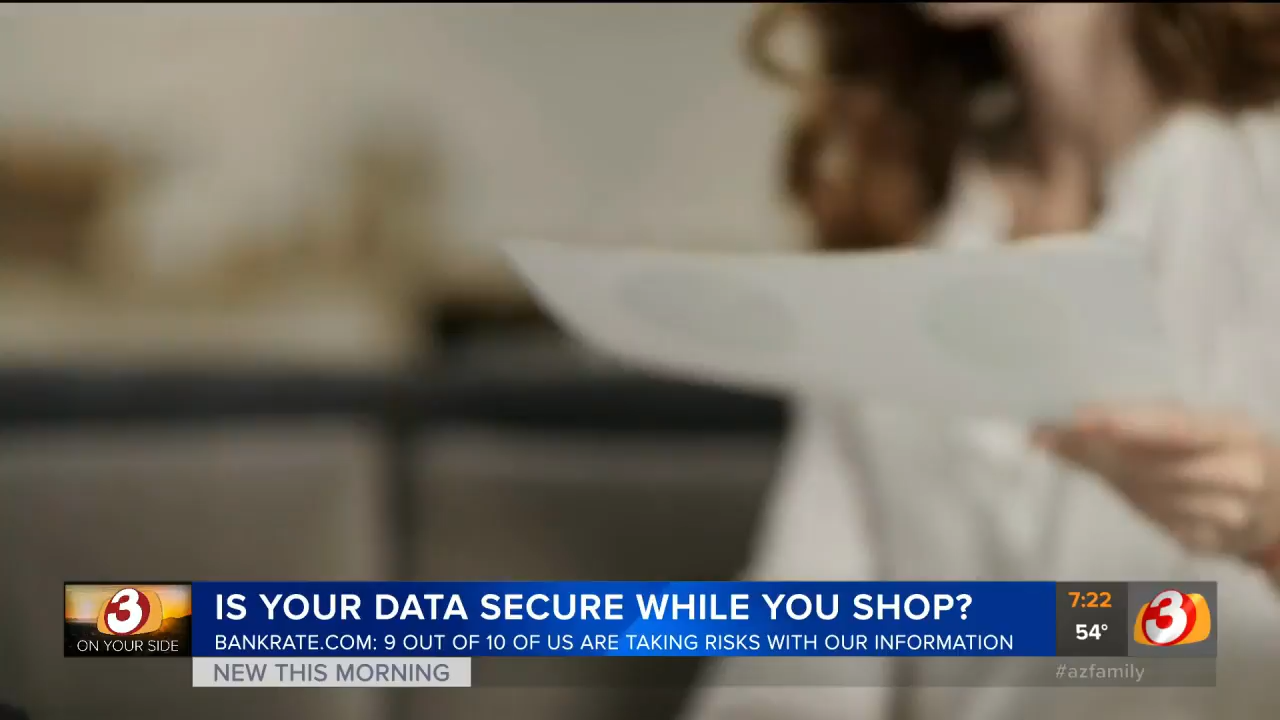 3
ON YOUR SIDE
IS YOUR DATA SECURE WHILE YOU SHOP?
BANKRATE.COM: 9 OUT OF 10 OF US ARE TAKING RISKS WITH OUR INFORMATION
7:22
54°
3
NEW THIS MORNING
#azfamily